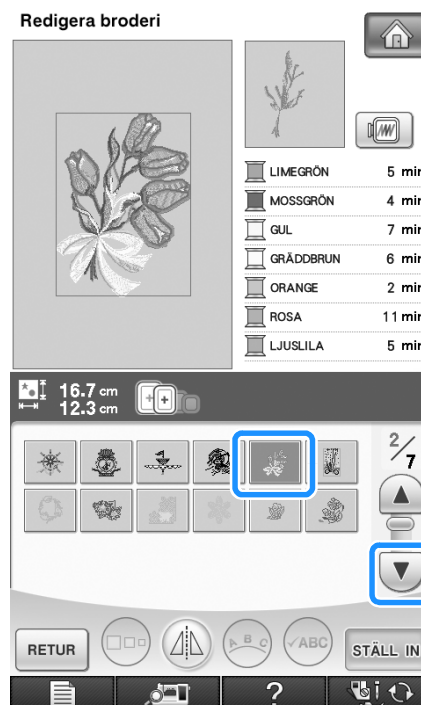 Redigera broderi
LIMEGRÖN 5 min
MOSSGRÖN 4 min
GUL 7 min
GRÄDDBRUN 6 min
ORANGE 2 min
ROSA 11 min
LJUSLILA 5 min
16.7 cm
12.3 cm
2/7
RETUR
A B C
✓ABC
STÄLL IN
?